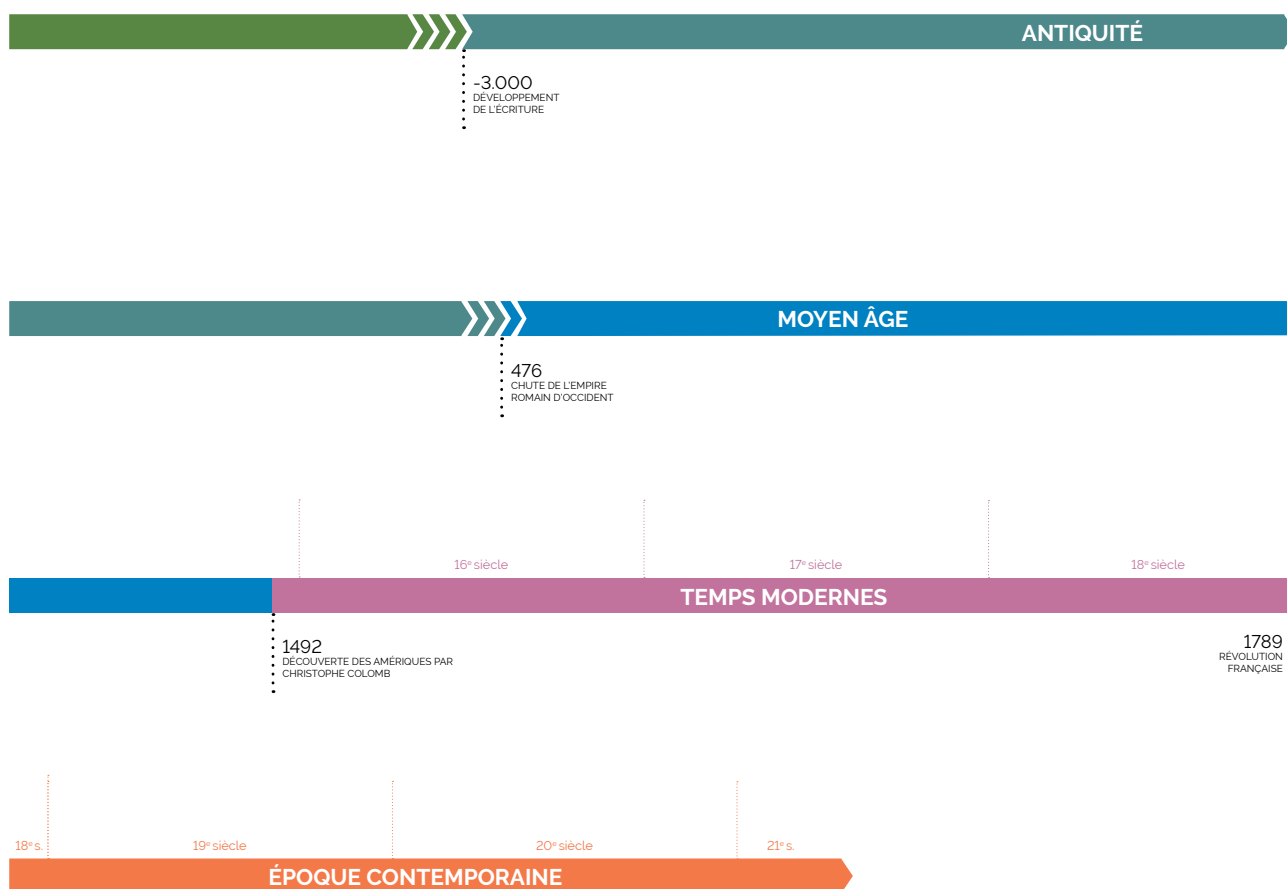 ANTIQUITÉ
-3.000
DÉVELOPPEMENT
DE L'ÉCRITURE
MOYEN ÂGE
476
CHUTE DE L'EMPIRE
ROMAIN D'OCCIDENT
16e siècle
17e siècle
18e siècle
TEMPS MODERNES
1492
DÉCOUVERTE DES AMÉRIQUES PAR
CHRISTOPHE COLOMB
1789
RÉVOLUTION
FRANÇAISE
18e s.
19e siècle
20e siècle
21e s.
ÉPOQUE CONTEMPORAINE